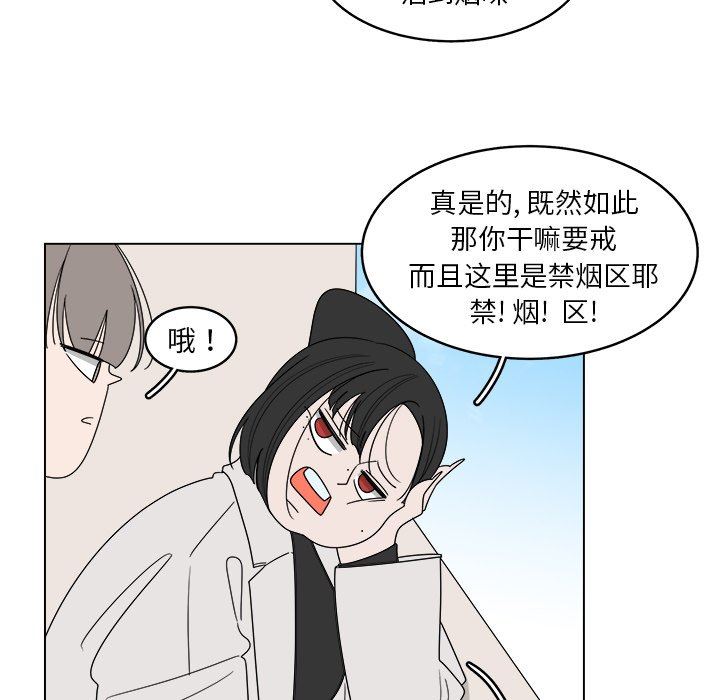 真是的, 既然如此
那你干嘛要戒
而且这里是禁烟区耶
禁! 烟! 区!
哦！